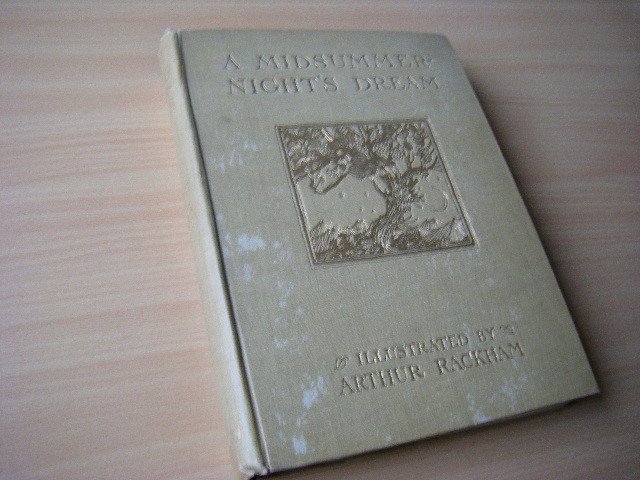 A MIDSUMMER-
NIGHT'S DREAM
ILLUSTRATED BY
ARTHUR RACKHAM